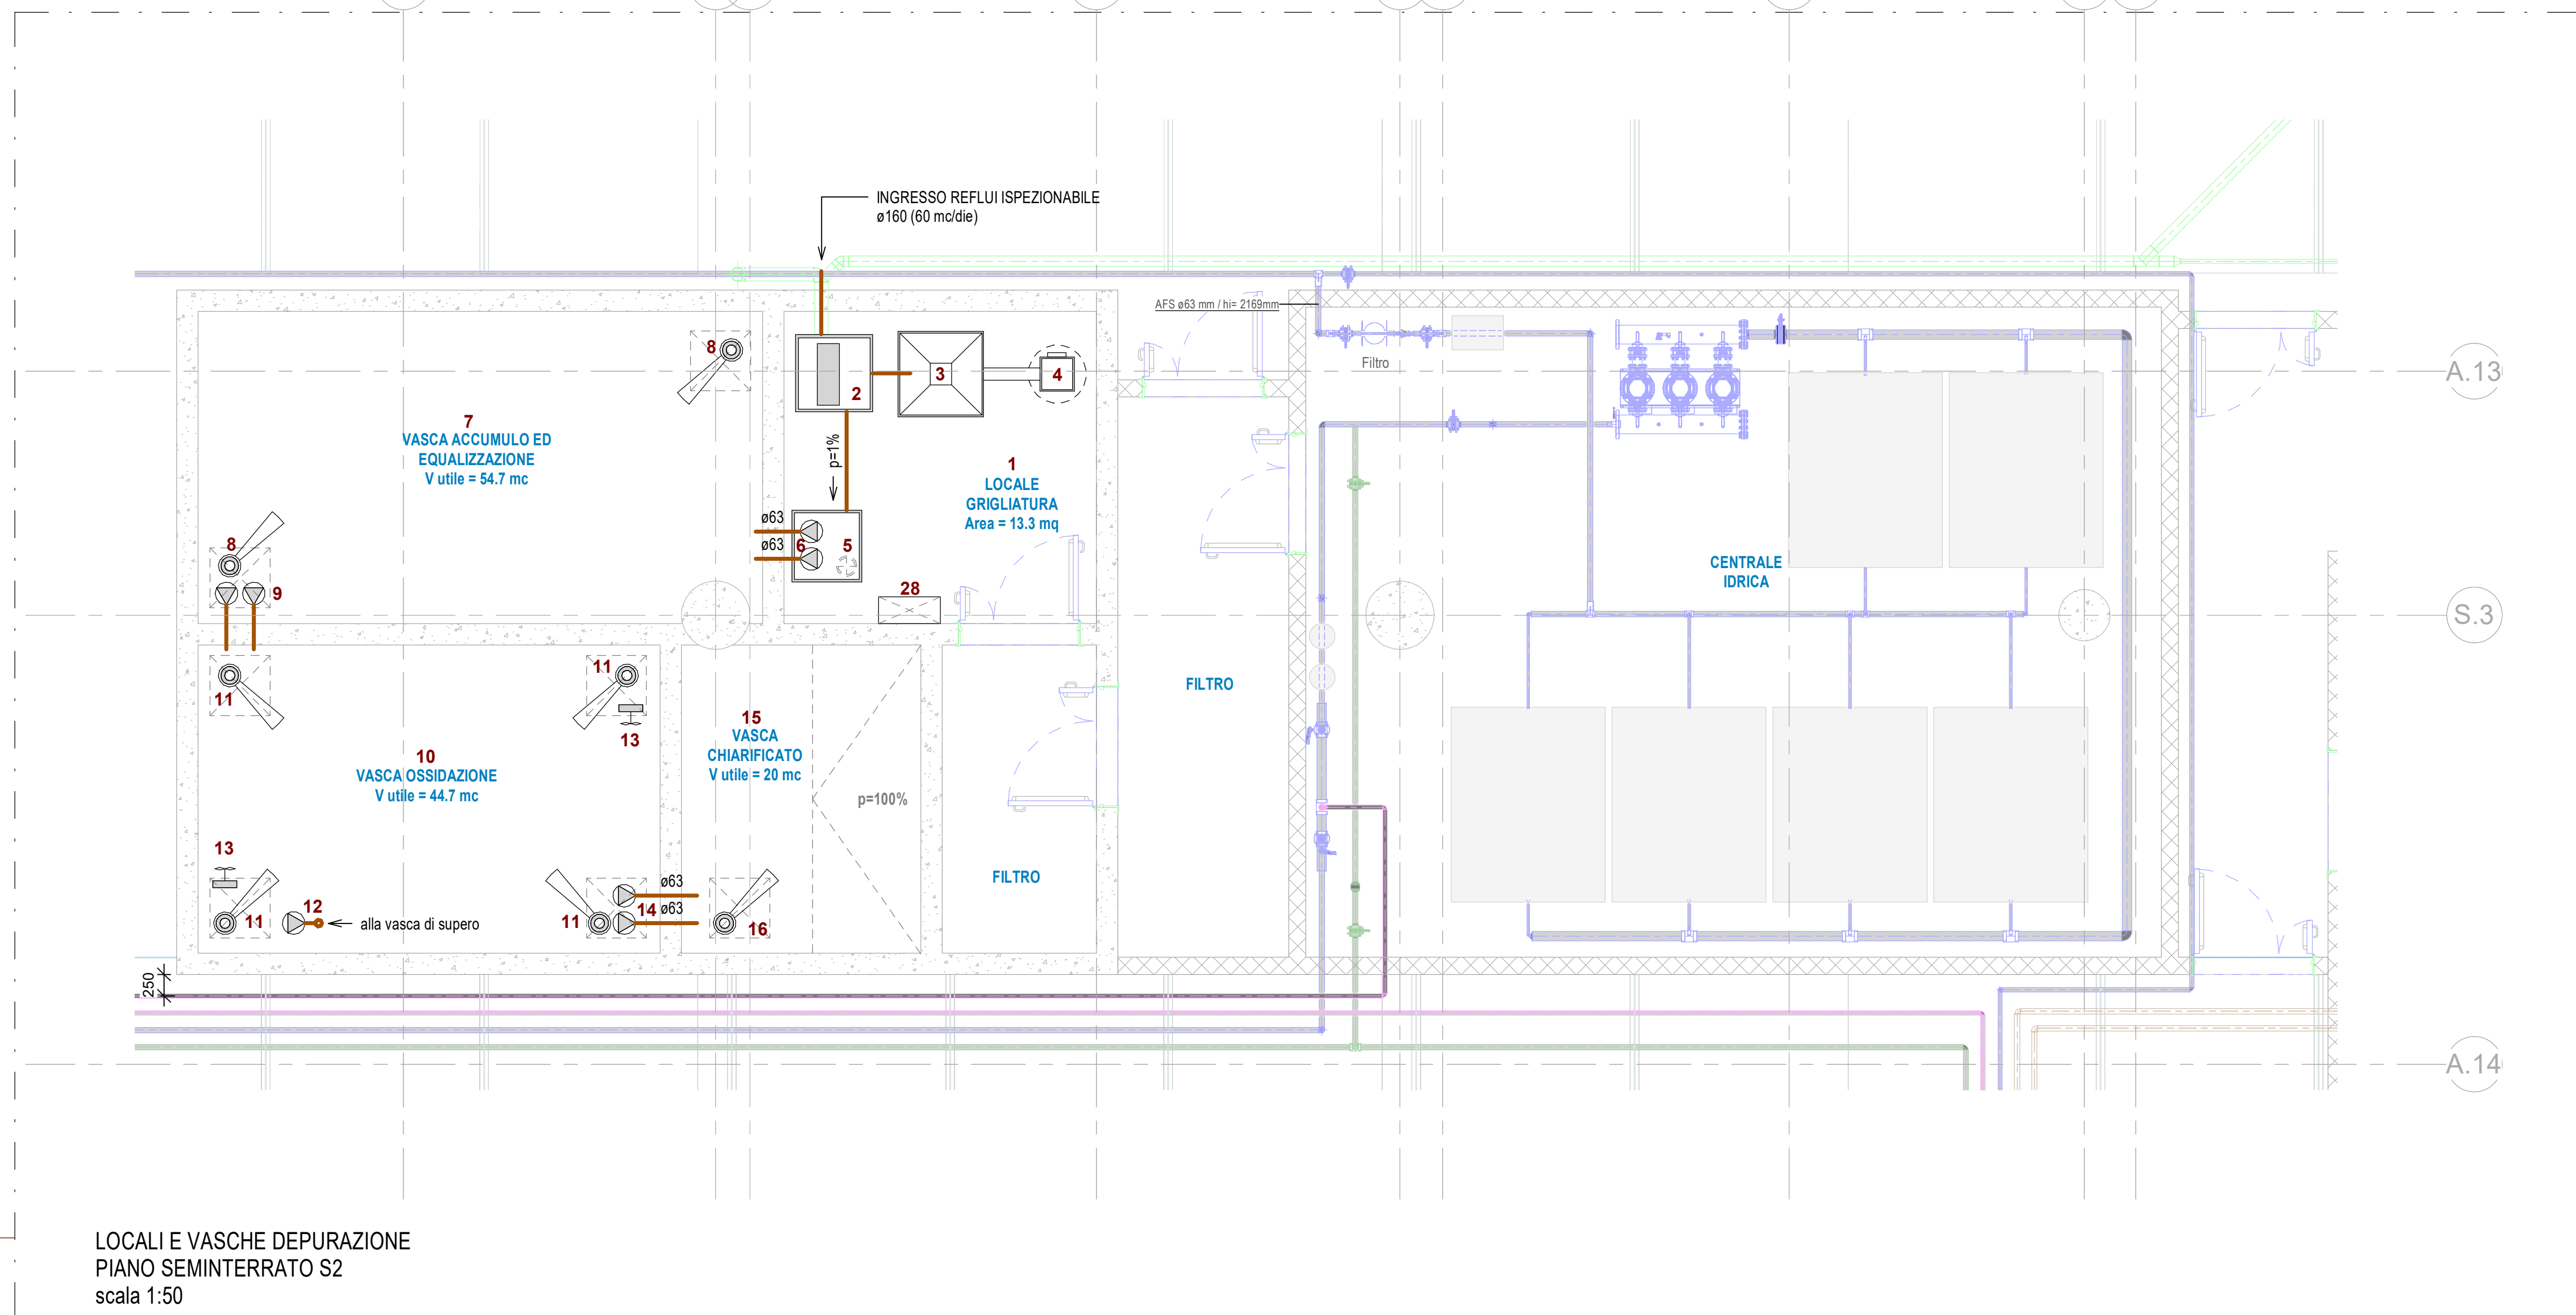 INGRESSO REFLUI ISPEZIONABILE
ø160 (60 mc/die)
AFS ø63 mm / hi= 2169mm
Filtro
A.13
8
2
3
4
7
VASCA ACCUMULO ED
EQUALIZZAZIONE
V utile = 54.7 mc
p=1%
1
LOCALE
GRIGLIATURA
Area = 13.3 mq
ø63
ø63
6
5
8
9
28
CENTRALE
IDRICA
S.3
11
11
13
FILTRO
15
VASCA
CHIARIFICATO
V utile = 20 mc
p=100%
10
VASCA OSSIDAZIONE
V utile = 44.7 mc
13
FILTRO
11
12
alla vasca di supero
11
14
ø63
ø63
16
250
A.14
LOCALI E VASCHE DEPURAZIONE
PIANO SEMINTERRATO S2
scala 1:50